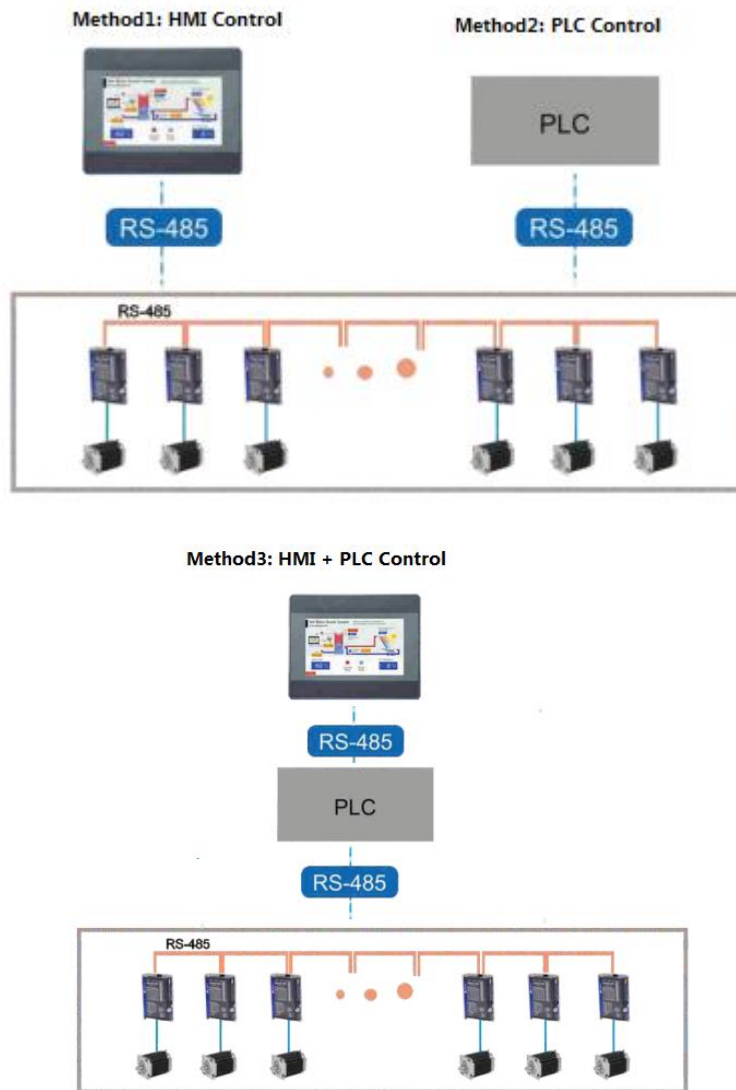 Method1: HMI Control
Method2: PLC Control
PLC
RS-485
RS-485
RS-485
Method3: HMI + PLC Control
RS-485
PLC
RS-485
RS-485